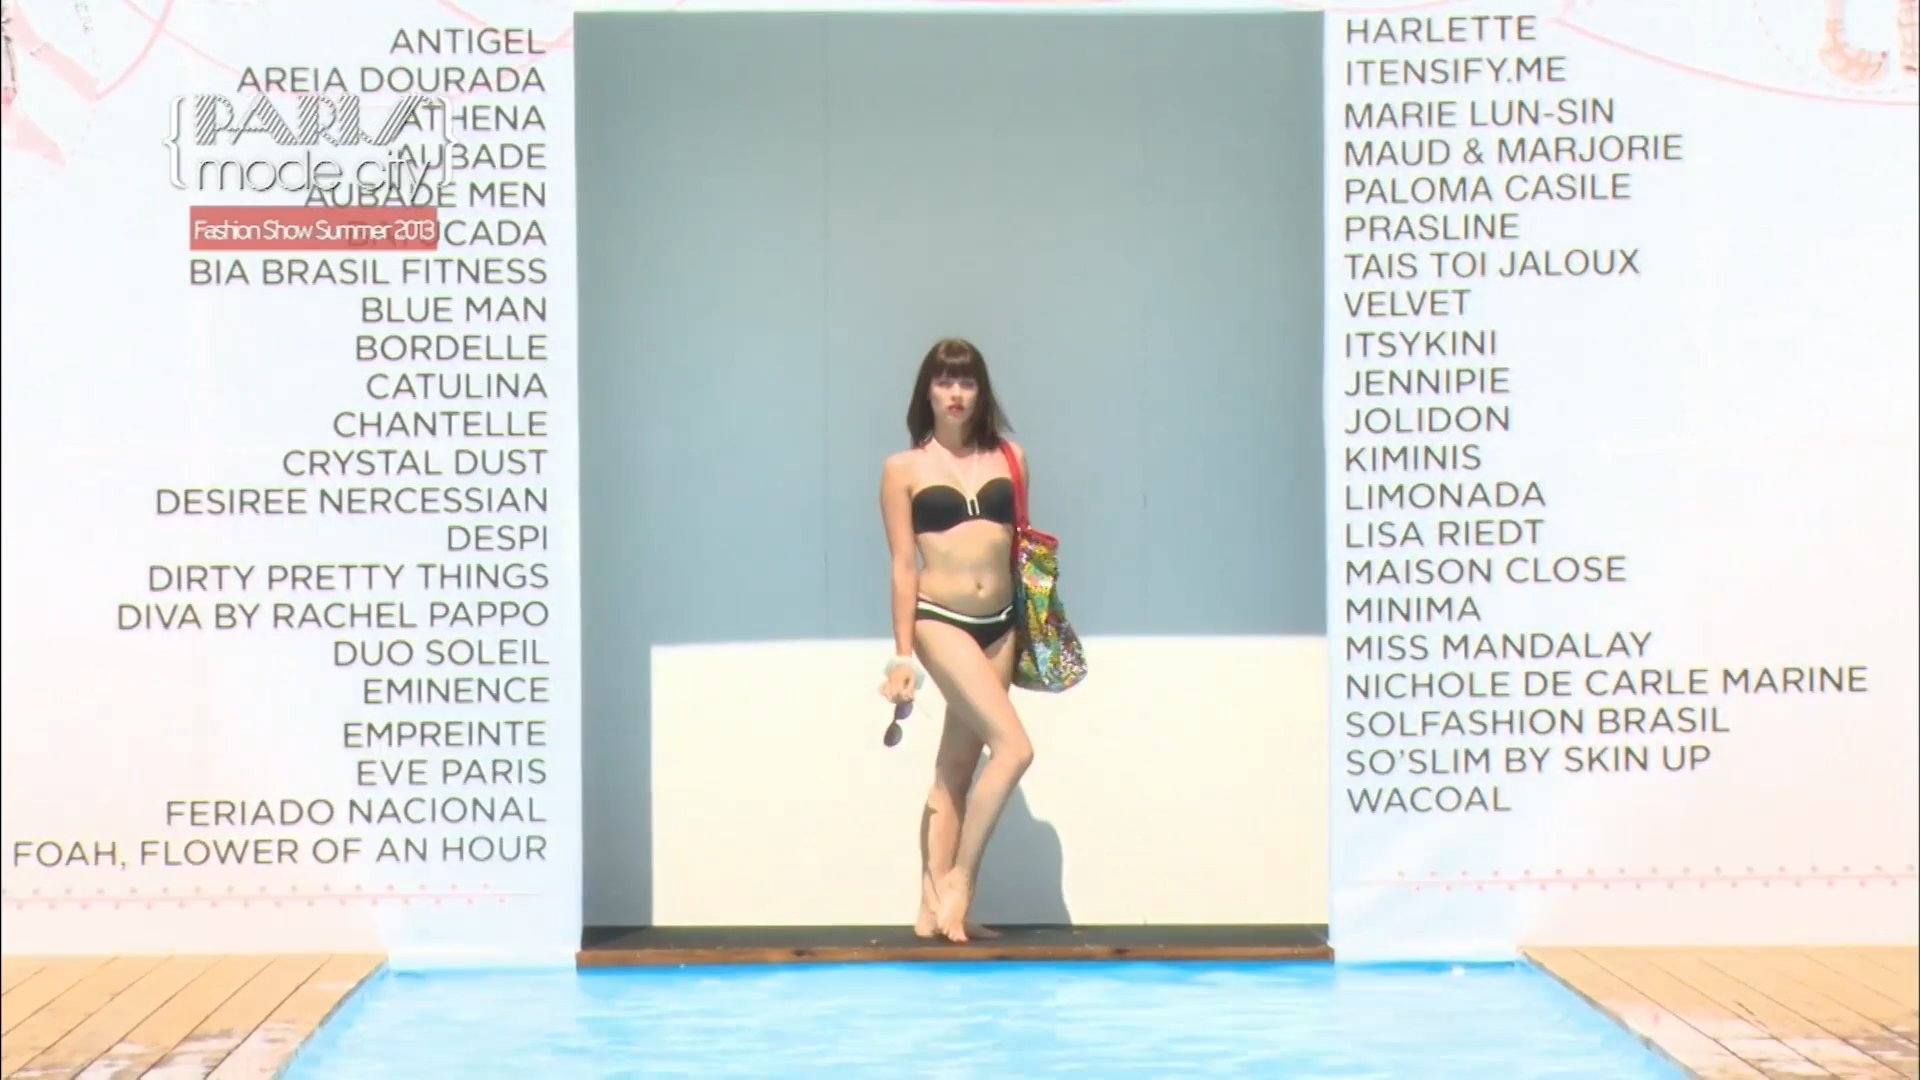 ANTIGEL
AREIA DOURADA
ATHENA
AUBADE
AUBADE MEN
BATUCADA
BIA BRASIL FITNESS
BLUE MAN
BORDELLE
CATULINA
CHANTELLE
CRYSTAL DUST
DESIREE NERCESSIAN
DESPI
DIRTY PRETTY THINGS
DIVA BY RACHEL PAPPO
DUO SOLEIL
EMINENCE
EMPREINTE
EVE PARIS
FERIADO NACIONAL
FOAH, FLOWER OF AN HOUR
{PARIS
mode city}
Fashion Show Summer 2013
HARLETTE
ITENSIFY.ME
MARIE LUN-SIN
MAUD & MARJORIE
PALOMA CASILE
PRASLINE
TAIS TOI JALOUX
VELVET
ITSYKINI
JENNIPIE
JOLIDON
KIMINIS
LIMONADA
LISA RIEDT
MAISON CLOSE
MINIMA
MISS MANDALAY
NICHOLE DE CARLE MARINE
SOLFASHION BRASIL
SO'SLIM BY SKIN UP
WACOAL